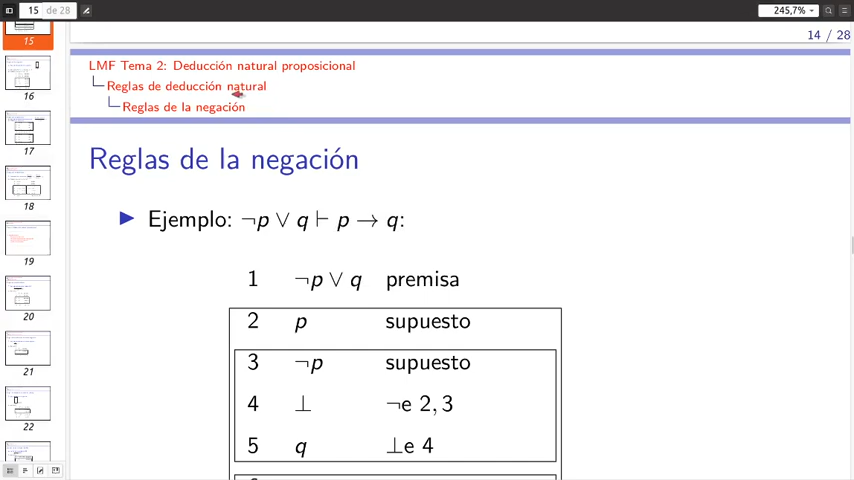 15 de 28
245,7%
15
14 / 28
LMF Tema 2: Deducción natural proposicional
Reglas de deducción natural
Reglas de la negación
16
17
18
19
20
21
22
Reglas de la negación
Ejemplo: ¬p ∨ q ⊢ p → q:
1 ¬p ∨ q premisa
2 p supuesto
3 ¬p supuesto
4 ⊥ ¬e 2, 3
5 q ⊥e 4